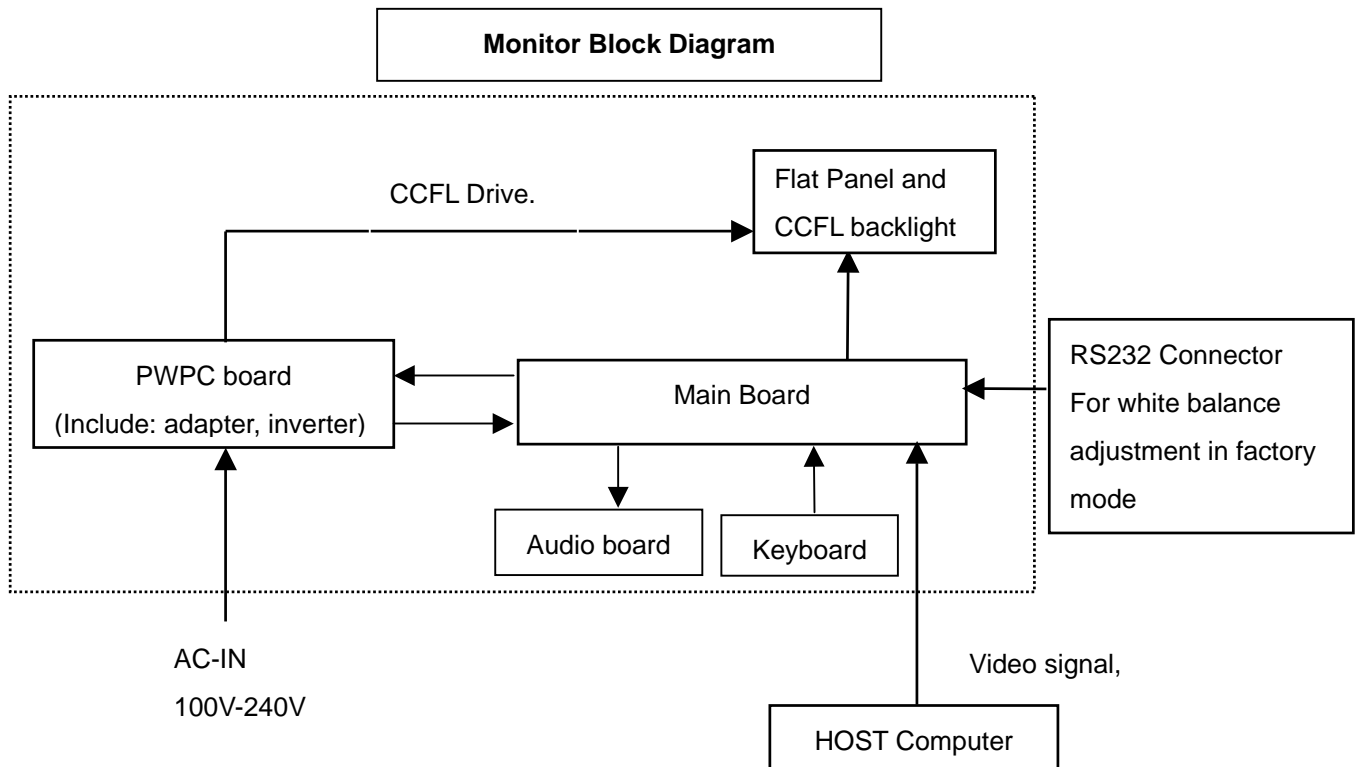 Monitor Block Diagram
CCFL Drive.
Flat Panel and
CCFL backlight
PWPC board
(Include: adapter, inverter)
Main Board
RS232 Connector
For white balance
adjustment in factory
mode
Audio board
Keyboard
AC-IN
100V-240V
Video signal,
HOST Computer